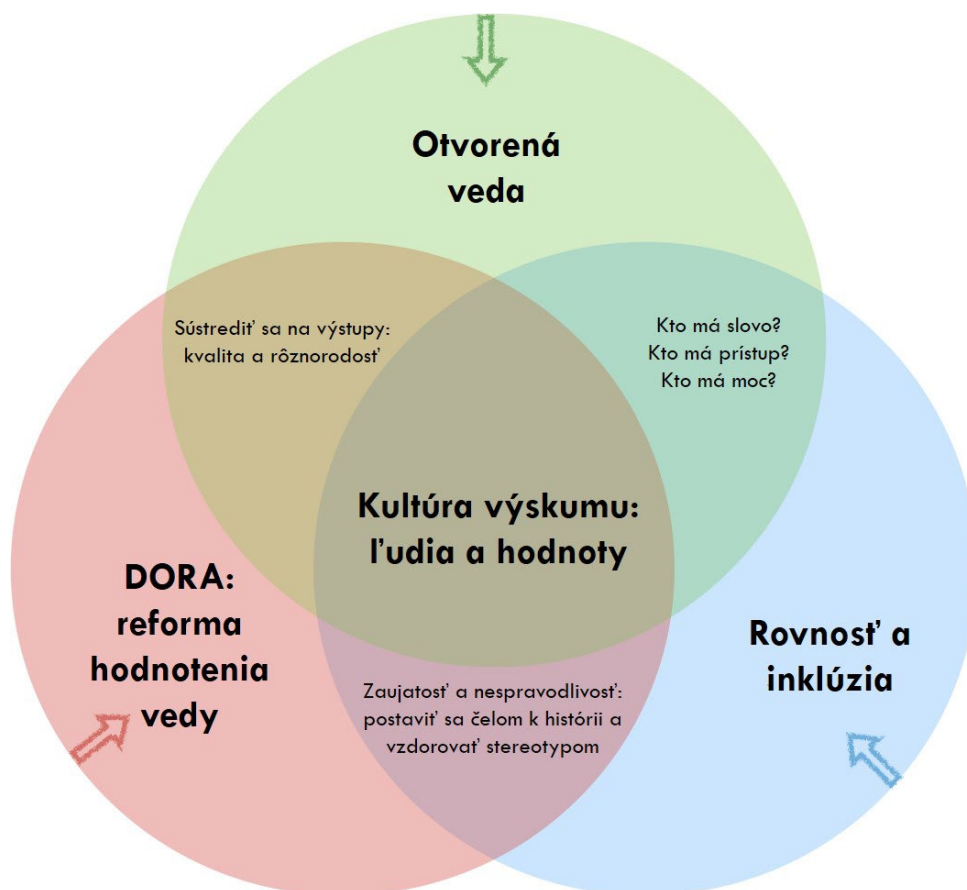 Otvorená
veda
Sústrediť sa na výstupy:
kvalita a rôznorodosť
Kto má slovo?
Kto má prístup?
Kto má moc?
Kultúra výskumu:
ľudia a hodnoty
DORA:
reforma
hodnotenia
vedy
Rovnosť a
inklúzia
Zaujatosť a nespravodlivosť:
postaviť sa čelom k histórii a
vzdorovať stereotypom